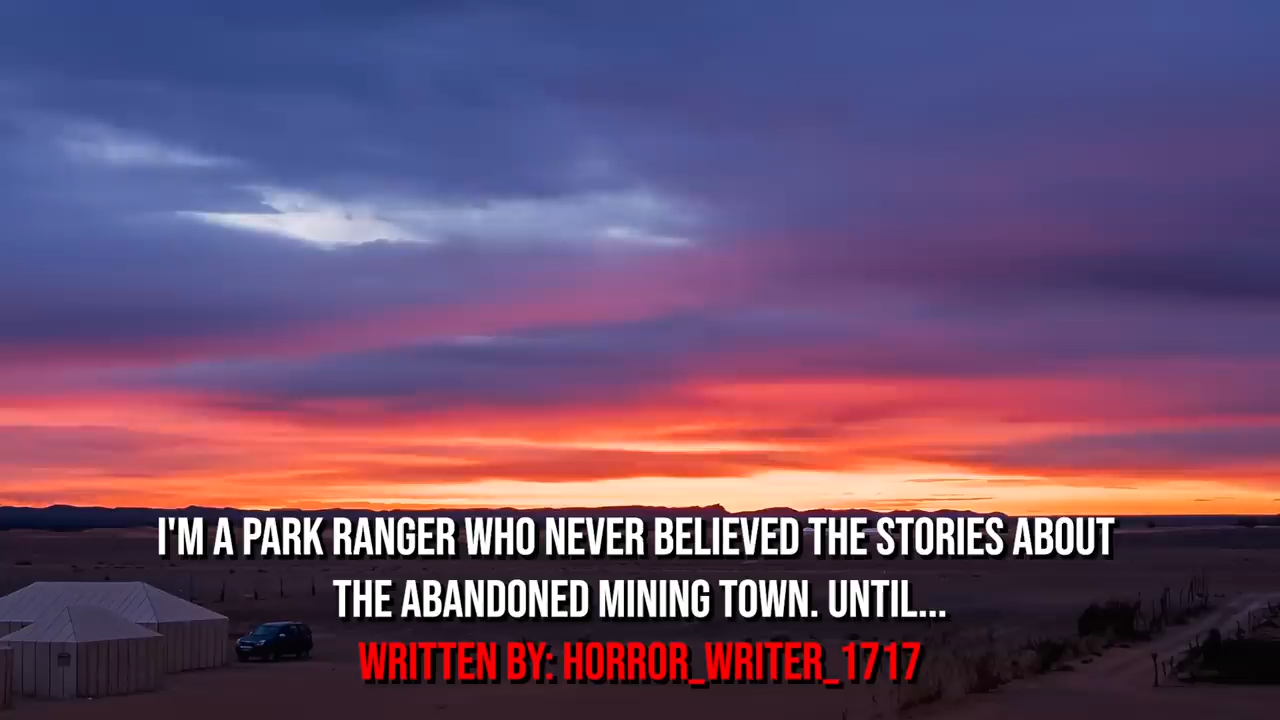 I'M A PARK RANGER WHO NEVER BELIEVED THE STORIES ABOUT
THE ABANDONED MINING TOWN. UNTIL...
WRITTEN BY: HORROR_WRITER_1717